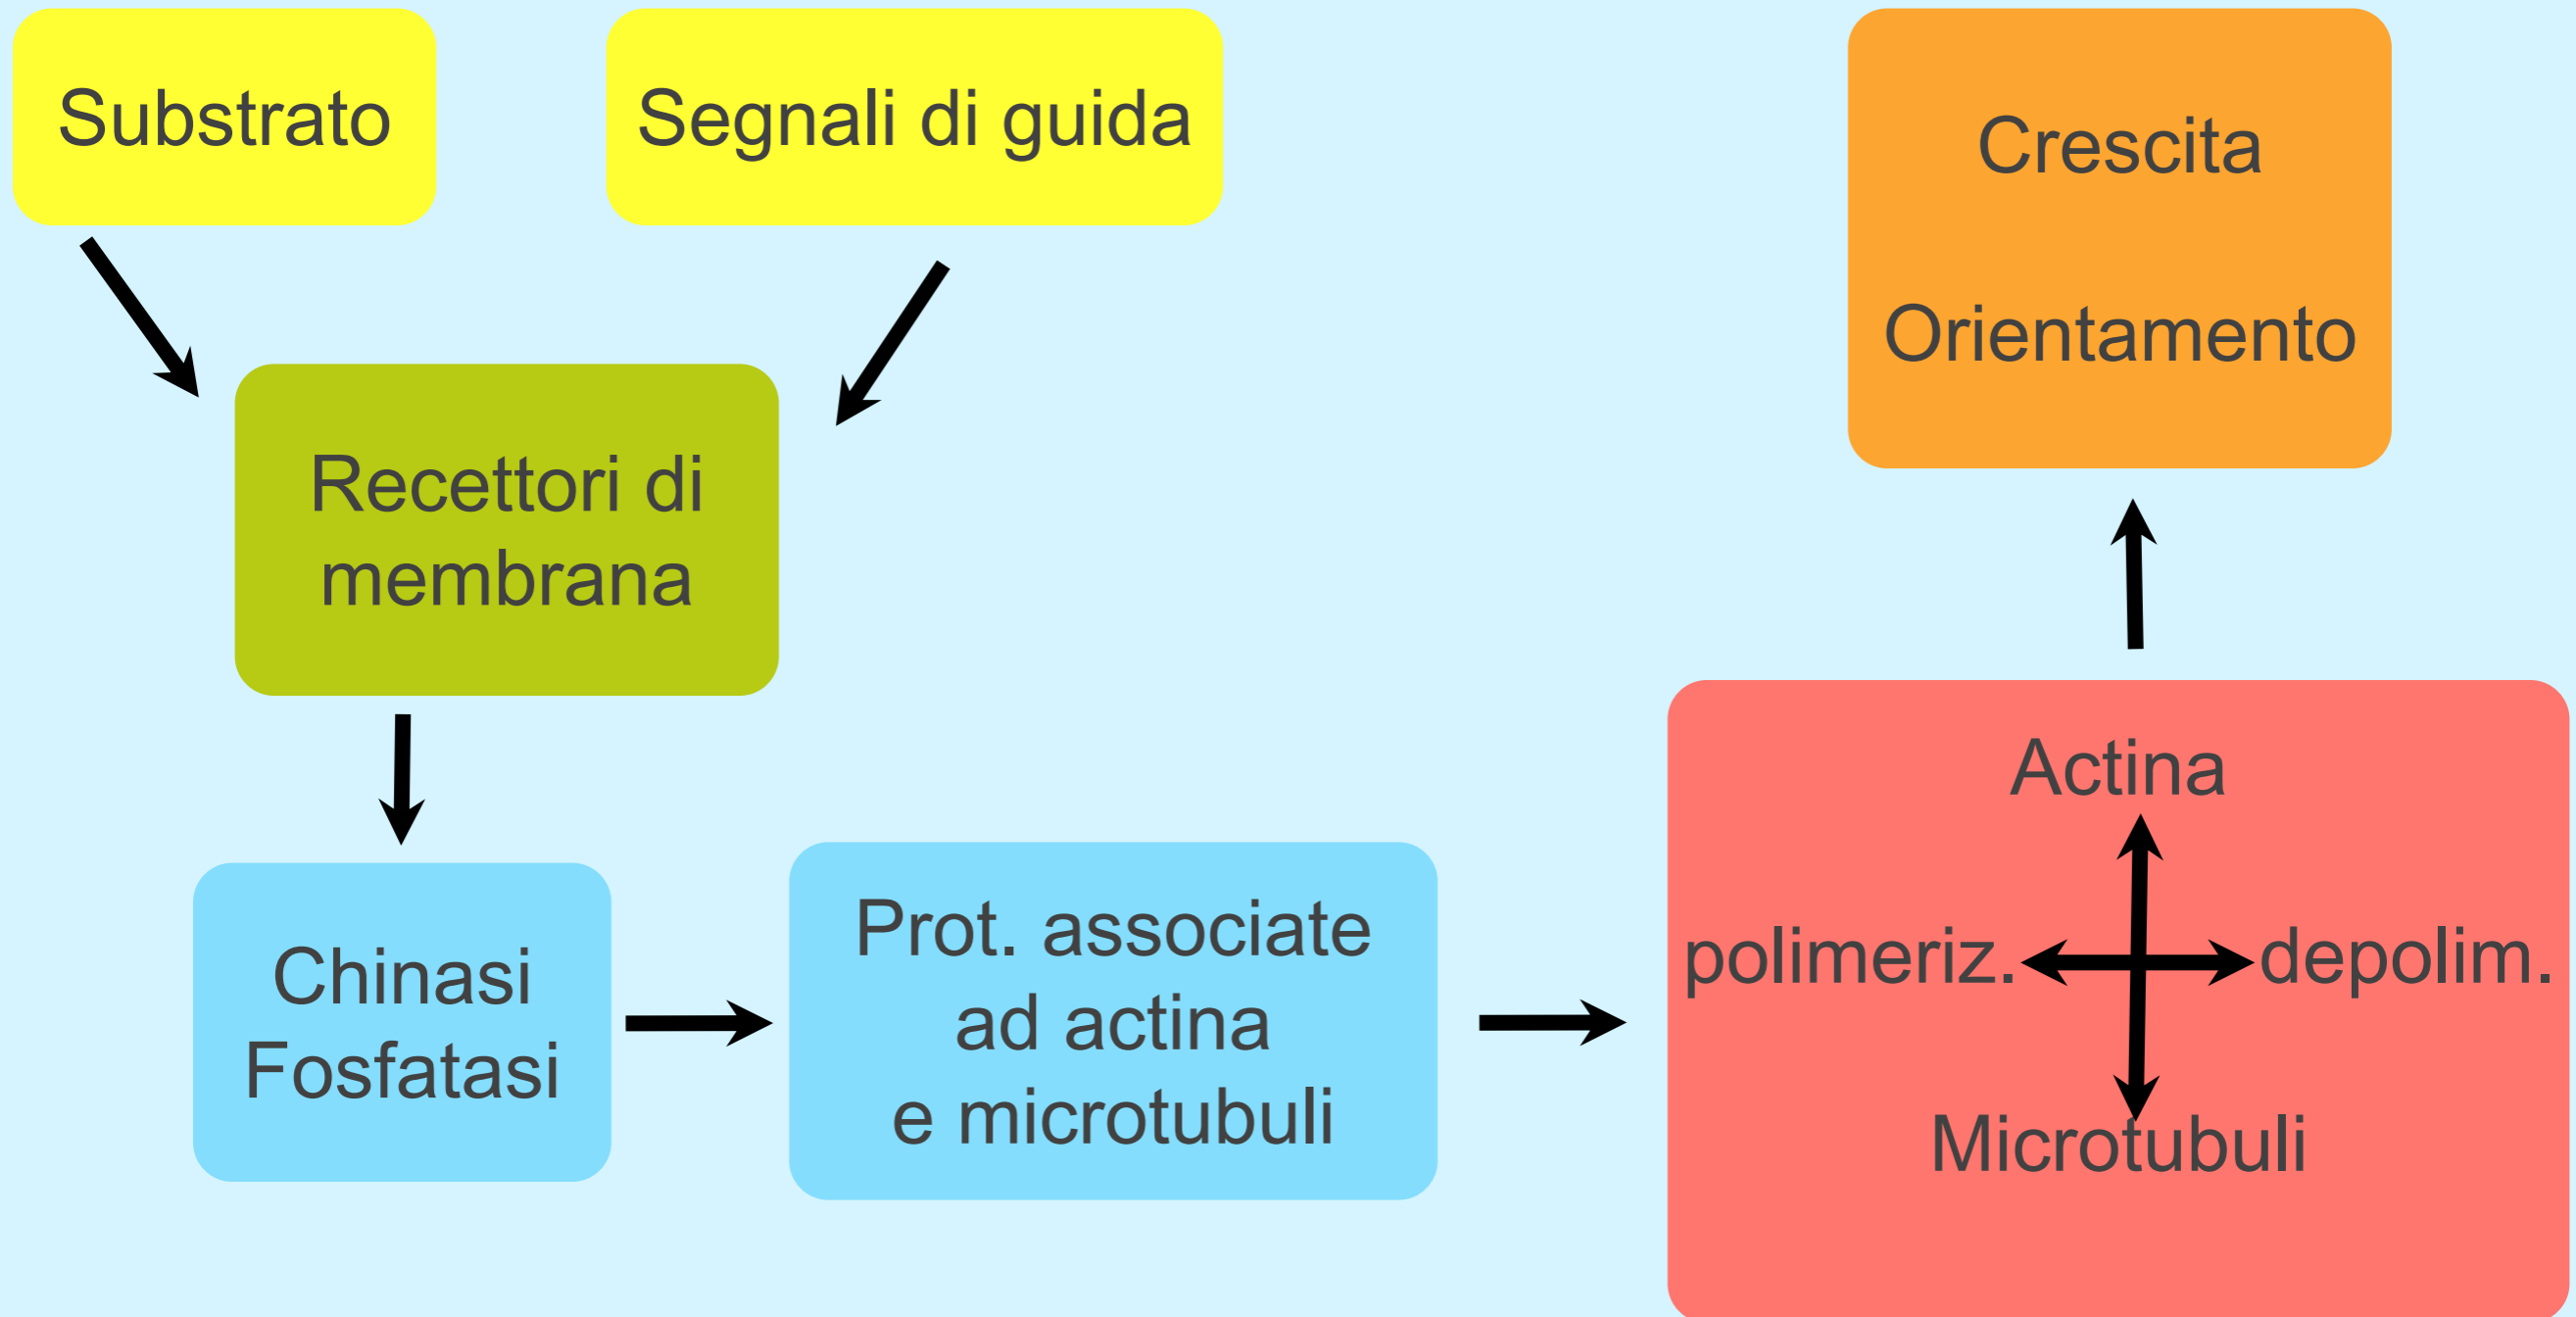 Substrato
Segnali di guida
Recettori di
membrana
Chinasi
Fosfatasi
Prot. associate
ad actina
e microtubuli
Actina
polimeriz.
depolim.
Microtubuli
Crescita
Orientamento